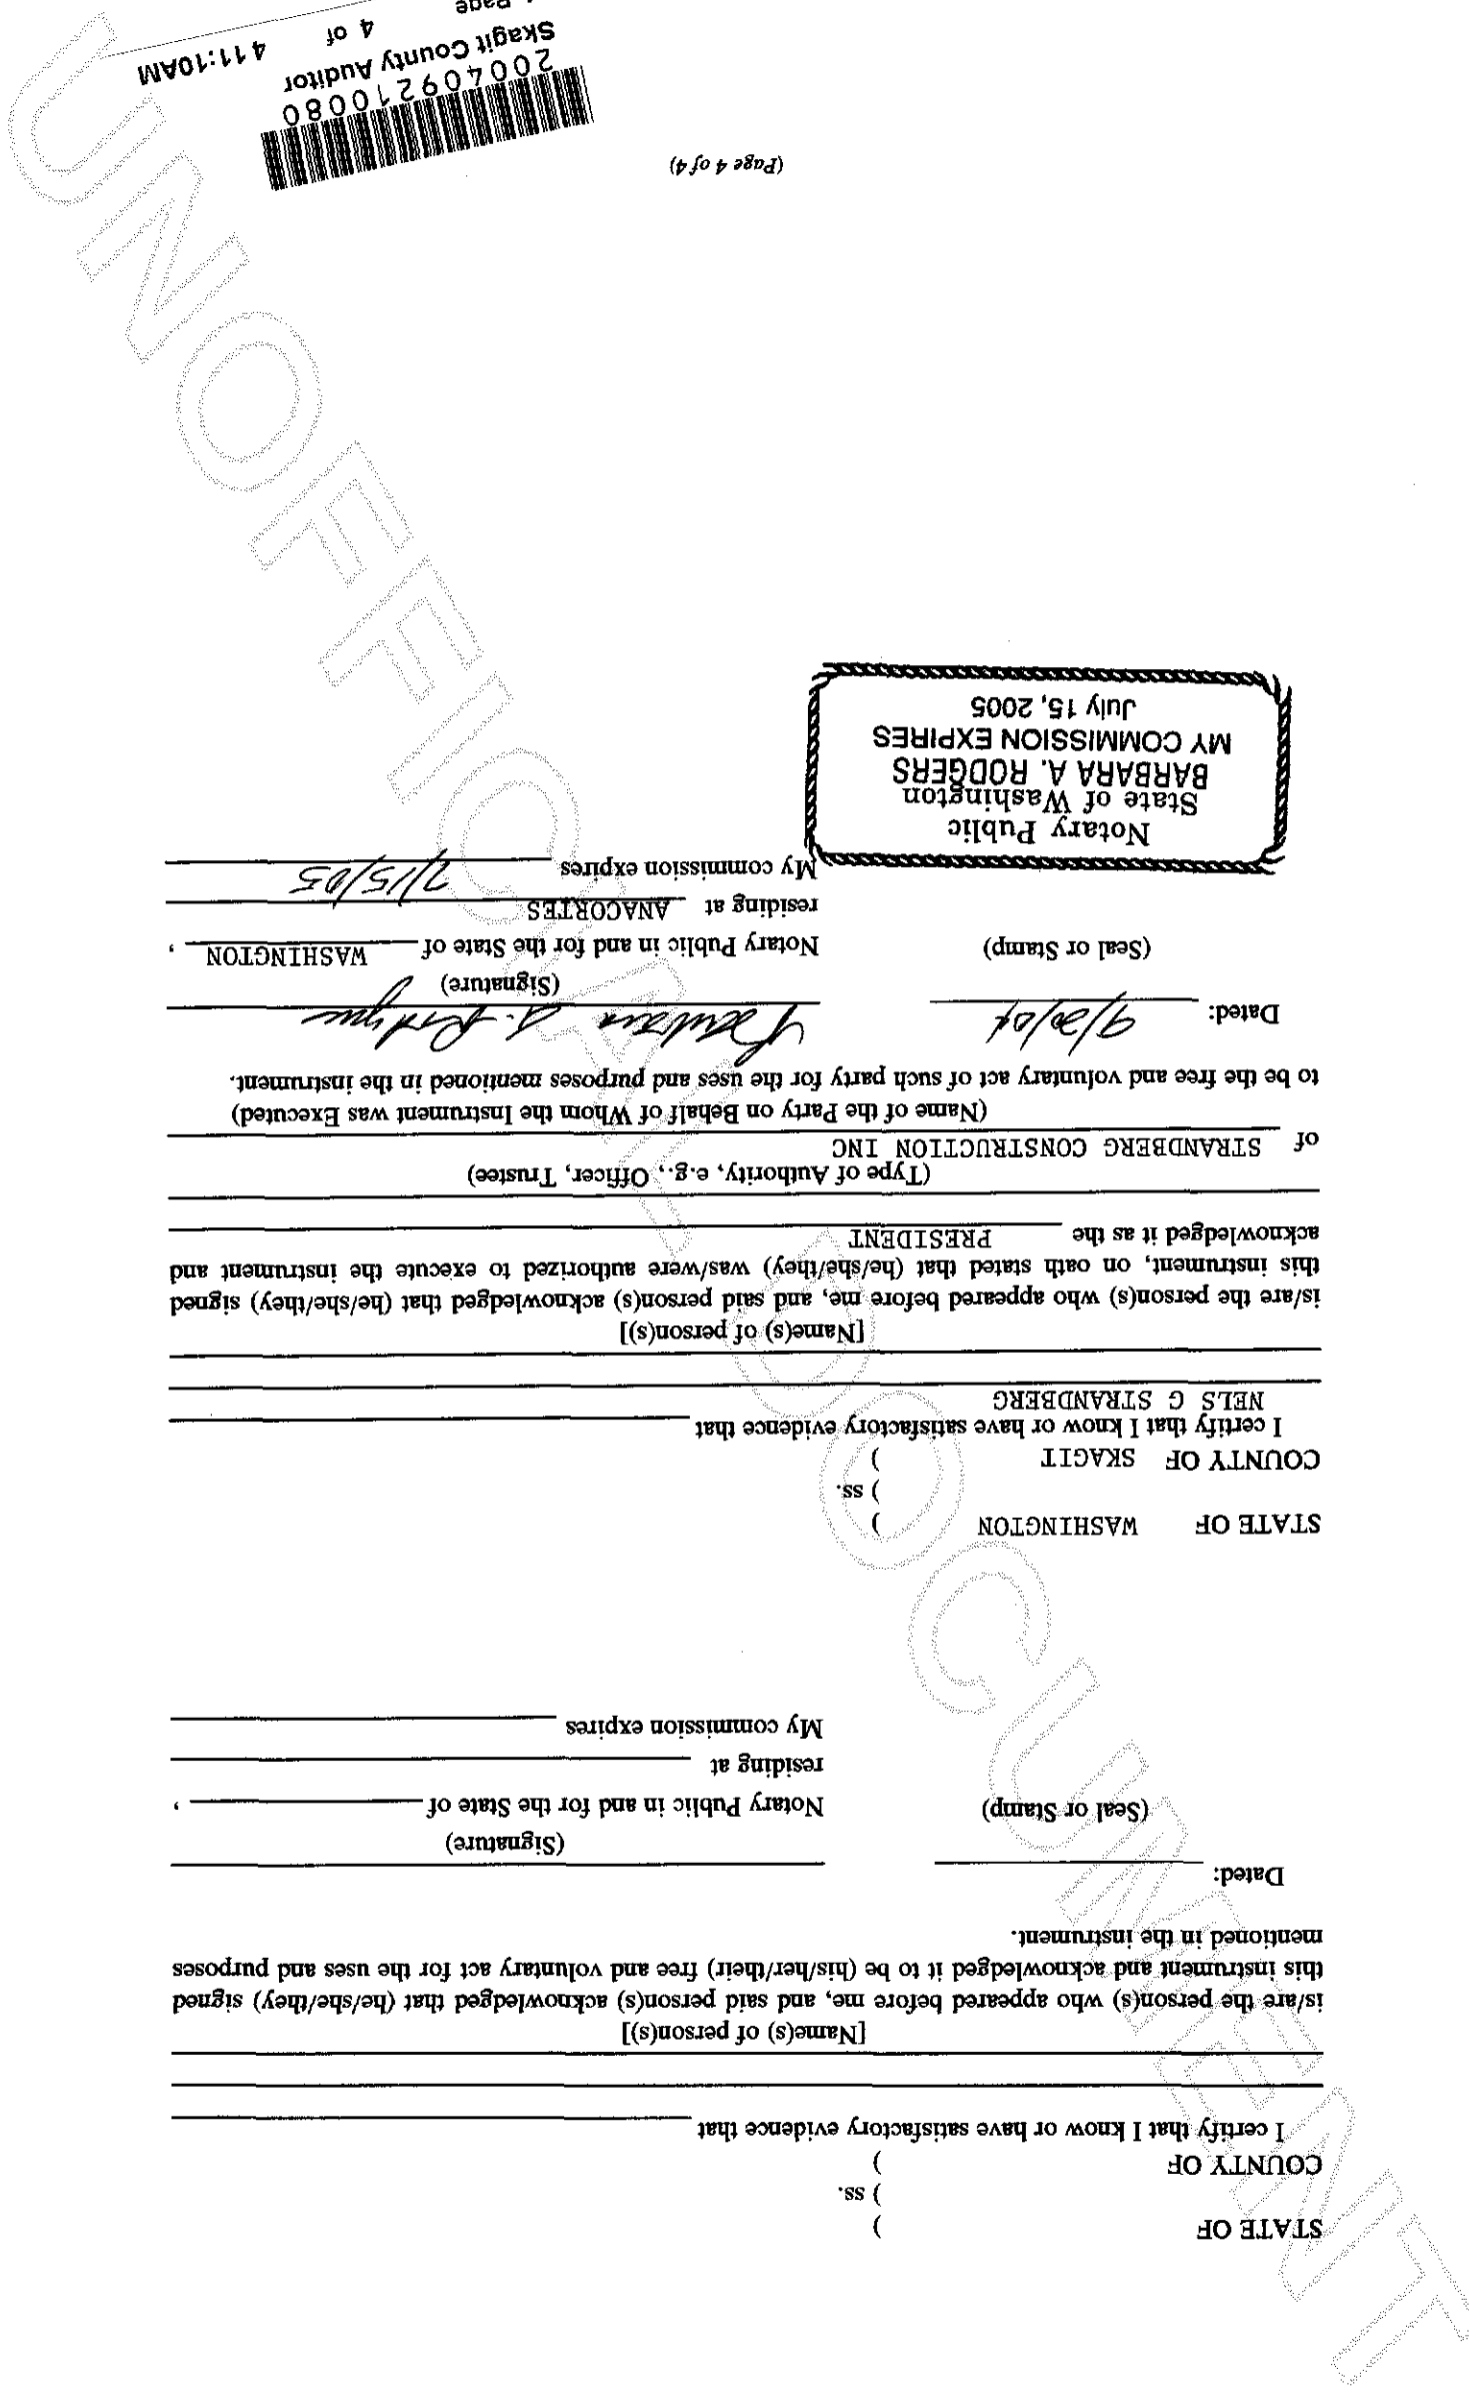 STATE OF )
) ss.
COUNTY OF )
I certify that I know or have satisfactory evidence that
[Name(s) of person(s)]
is/are the person(s) who appeared before me, and said person(s) acknowledged that (he/she/they) signed
this instrument and acknowledged it to be (his/her/their) free and voluntary act for the uses and purposes
mentioned in the instrument.
Dated:
(Signature)
(Seal or Stamp) Notary Public in and for the State of ,
residing at
My commission expires
STATE OF WASHINGTON )
) ss.
COUNTY OF SKAGIT )
I certify that I know or have satisfactory evidence that
NELS G STRANDBERG
[Name(s) of person(s)]
is/are the person(s) who appeared before me, and said person(s) acknowledged that (he/she/they) signed
this instrument, on oath stated that (he/she/they) was/were authorized to execute the instrument and
acknowledged it as the PRESIDENT
(Type of Authority, e.g., Officer, Trustee)
of STRANDBERG CONSTRUCTION INC
(Name of the Party on Behalf of Whom the Instrument was Executed)
to be the free and voluntary act of such party for the uses and purposes mentioned in the instrument.
Dated: 9/20/04 Barbara A. Rodgers
(Signature)
(Seal or Stamp) Notary Public in and for the State of WASHINGTON ,
residing at ANACORTES
My commission expires 7/15/05
Notary Public
State of Washington
BARBARA A. RODGERS
MY COMMISSION EXPIRES
July 15, 2005
(Page 4 of 4)
200409210080
Skagit County Auditor
Page 4 of 4 11:10AM
UNOFFICIAL DOCUMENT